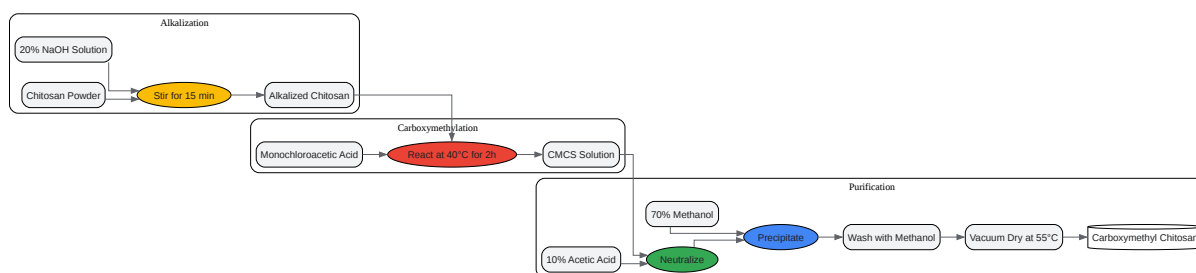 Alkalization
20% NaOH Solution
Chitosan Powder
Stir for 15 min
Alkalized Chitosan
Carboxymethylation
Monochloroacetic Acid
React at 40°C for 2h
CMCS Solution
Purification
70% Methanol
10% Acetic Acid
Neutralize
Precipitate
Wash with Methanol
Vacuum Dry at 55°C
Carboxymethyl Chitosan